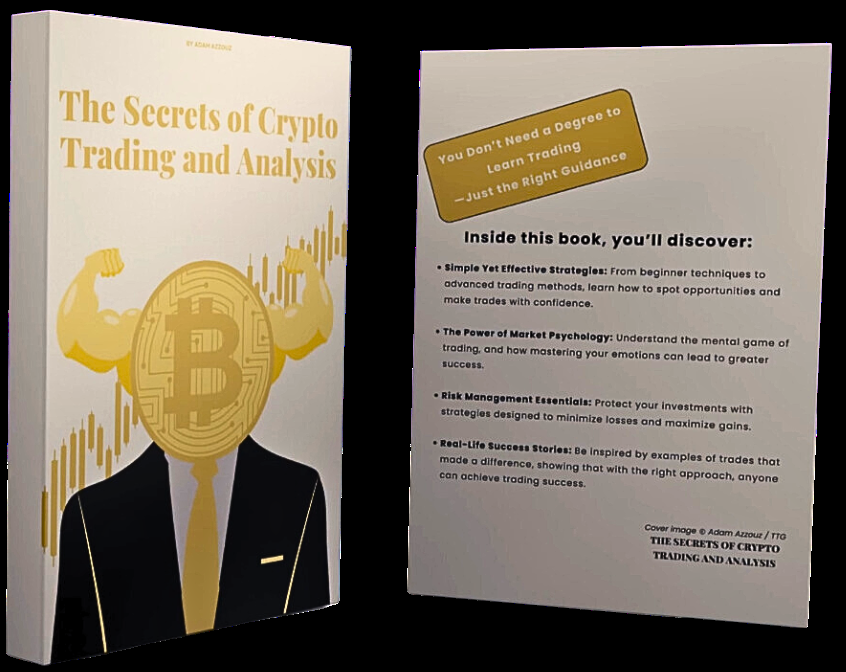 BY ADAM AZZOUZ
The Secrets of Crypto
Trading and Analysis
You Don't Need a Degree to
Learn Trading
—Just the Right Guidance
Inside this book, you'll discover:
• Simple Yet Effective Strategies: From beginner techniques to
advanced trading methods, learn how to spot opportunities and
make trades with confidence.
• The Power of Market Psychology: Understand the mental game of
trading, and how mastering your emotions can lead to greater
success.
• Risk Management Essentials: Protect your investments with
strategies designed to minimize losses and maximize gains.
• Real-Life Success Stories: Be inspired by examples of trades that
made a difference, showing that with the right approach, anyone
can achieve trading success.
Cover image © Adam Azzouz / TTG
THE SECRETS OF CRYPTO
TRADING AND ANALYSIS